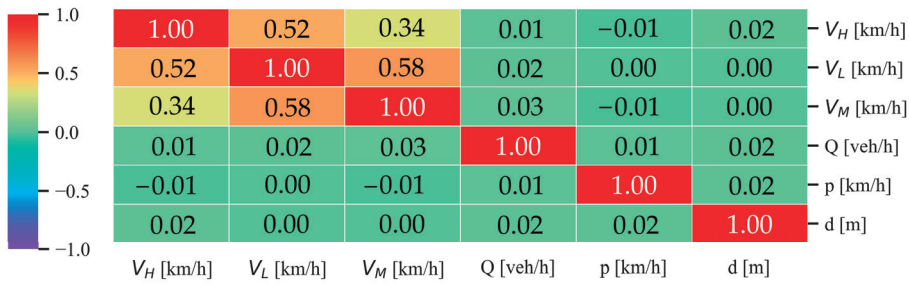 1.0
0.5
0.0
−0.5
−1.0
1.00 0.52 0.34 0.01 −0.01 0.02 V_H [km/h]
0.52 1.00 0.58 0.02 0.00 0.00 V_L [km/h]
0.34 0.58 1.00 0.03 −0.01 0.00 V_M [km/h]
0.01 0.02 0.03 1.00 0.01 0.02 Q [veh/h]
−0.01 0.00 −0.01 0.01 1.00 0.02 p [km/h]
0.02 0.00 0.00 0.02 0.02 1.00 d [m]
V_H [km/h] V_L [km/h] V_M [km/h] Q [veh/h] p [km/h] d [m]